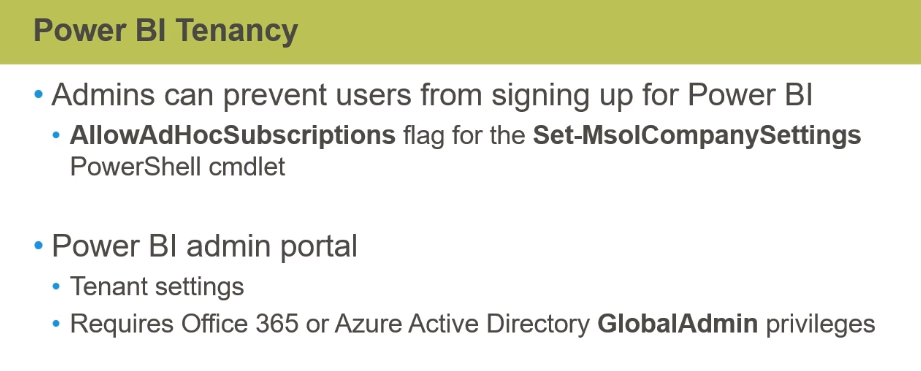 Power BI Tenancy
• Admins can prevent users from signing up for Power BI
• AllowAdHocSubscriptions flag for the Set-MsolCompanySettings
PowerShell cmdlet
• Power BI admin portal
• Tenant settings
• Requires Office 365 or Azure Active Directory GlobalAdmin privileges